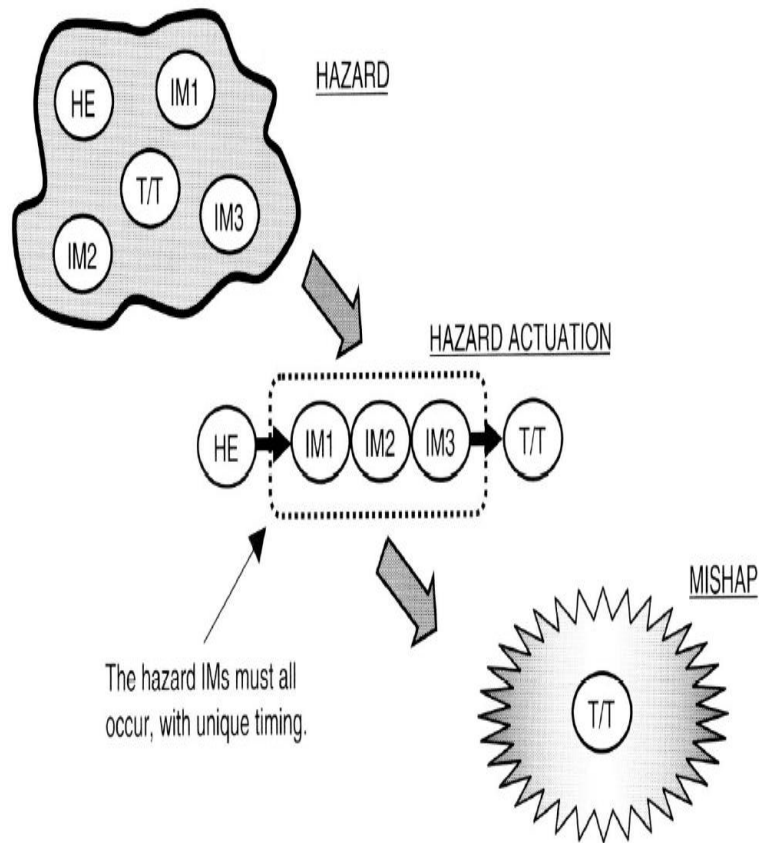 HAZARD
HE
IM1
T/T
IM3
IM2
HAZARD ACTUATION
HE IM1 IM2 IM3 T/T
MISHAP
The hazard IMs must all
occur, with unique timing.
T/T